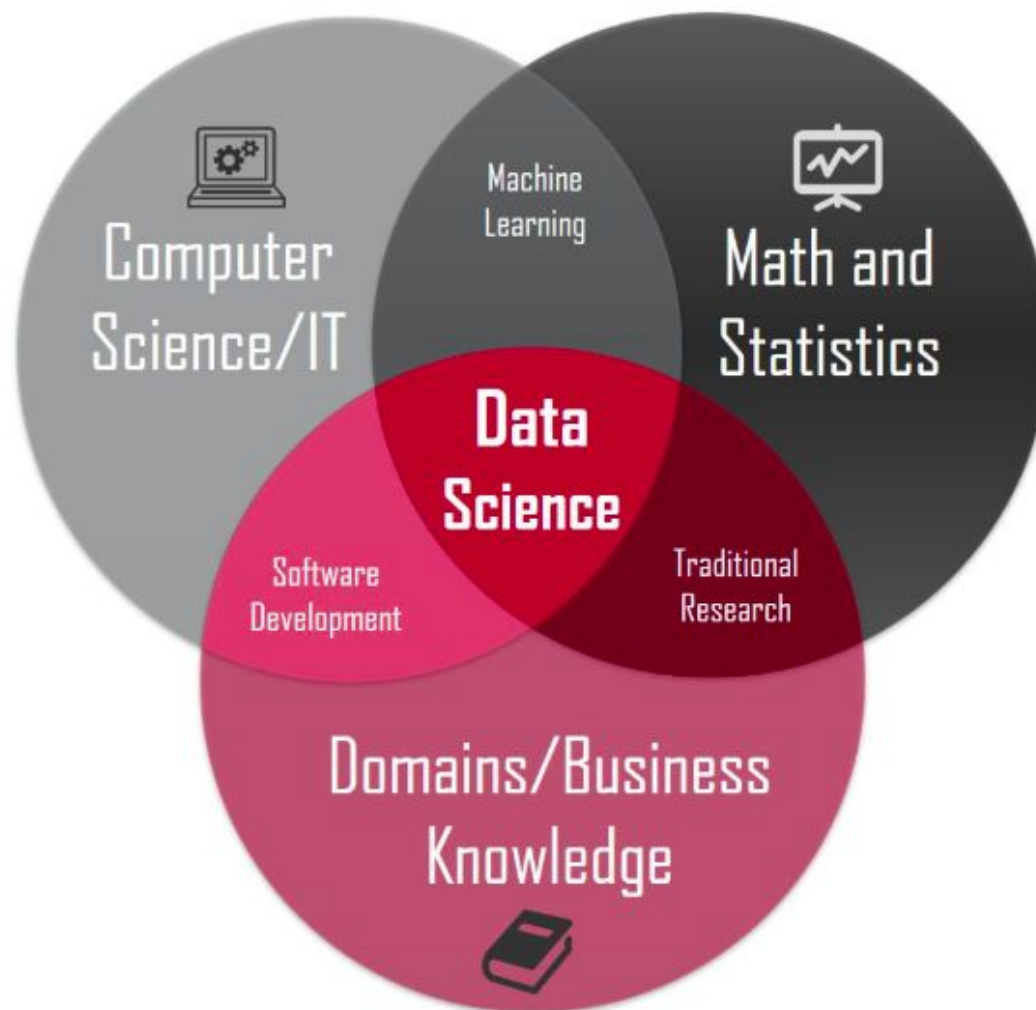 Machine
Learning
Computer
Science/IT
Math and
Statistics
Data
Science
Software
Development
Traditional
Research
Domains/Business
Knowledge